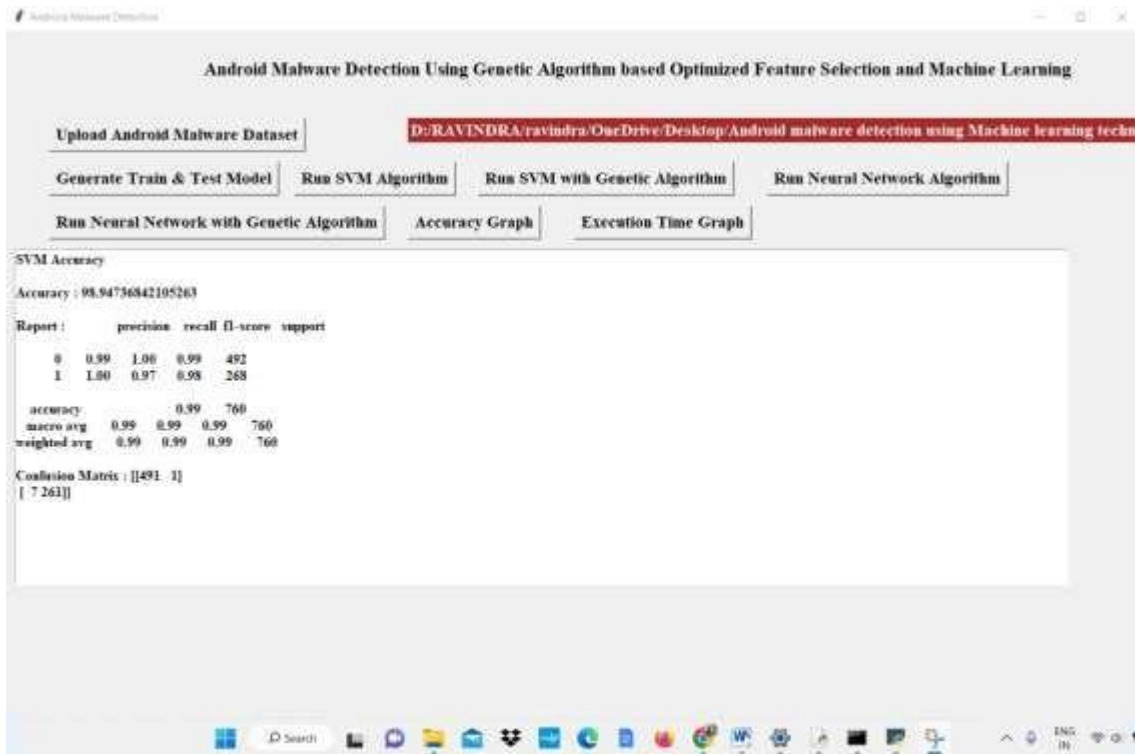 Android Malware Detection
Android Malware Detection Using Genetic Algorithm based Optimized Feature Selection and Machine Learning
Upload Android Malware Dataset
D:/RAVINDRA/ravindra/OneDrive/Desktop/Android malware detection using Machine learning techn
Generate Train & Test Model Run SVM Algorithm Run SVM with Genetic Algorithm Run Neural Network Algorithm
Run Neural Network with Genetic Algorithm Accuracy Graph Execution Time Graph
SVM Accuracy
Accuracy : 98.94736842105263
Report : precision recall f1-score support
0 0.99 1.00 0.99 492
1 1.00 0.97 0.98 268
accuracy 0.99 760
macro avg 0.99 0.99 0.99 760
weighted avg 0.99 0.99 0.99 760
Confusion Matrix : [[491 1]
[ 7 261]]
Search
ENG
IN